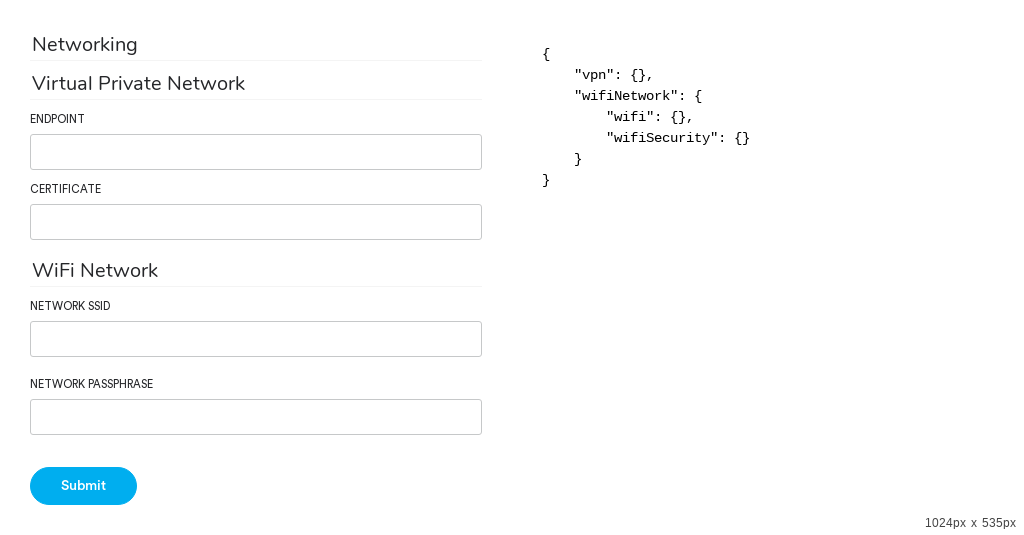 Networking
Virtual Private Network
ENDPOINT
CERTIFICATE
WiFi Network
NETWORK SSID
NETWORK PASSPHRASE
Submit
{
    "vpn": {},
    "wifiNetwork": {
        "wifi": {},
        "wifiSecurity": {}
    }
}
1024px x 535px